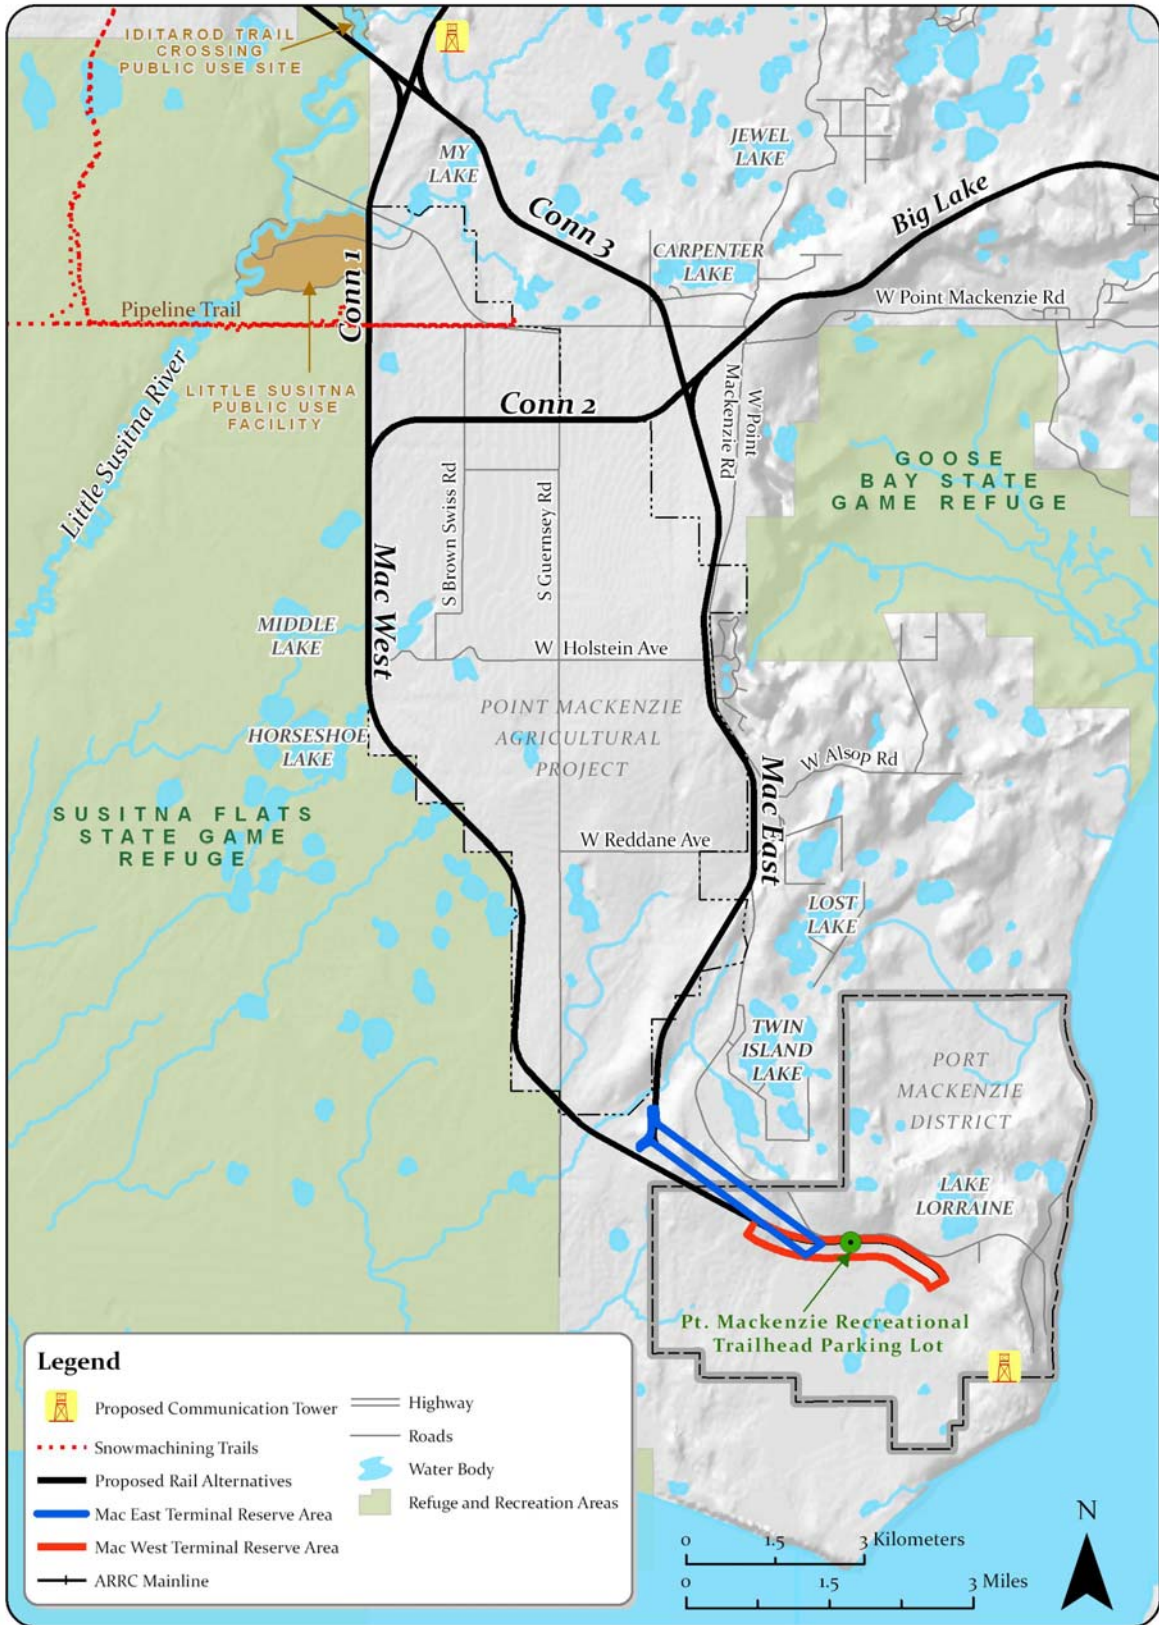 IDITAROD TRAIL
CROSSING
PUBLIC USE SITE
MY
LAKE
JEWEL
LAKE
Conn 3
Big Lake
CARPENTER
LAKE
Conn 1
W Point Mackenzie Rd
Pipeline Trail
Little Susitna River
LITTLE SUSITNA
PUBLIC USE
FACILITY
Conn 2
W Point
Mackenzie Rd
GOOSE
BAY STATE
GAME REFUGE
S Brown Swiss Rd
S Guernsey Rd
Mac West
MIDDLE
LAKE
W Holstein Ave
POINT MACKENZIE
AGRICULTURAL
PROJECT
HORSESHOE
LAKE
W Alsop Rd
Mac East
SUSITNA FLATS
STATE GAME
REFUGE
W Reddane Ave
LOST
LAKE
TWIN
ISLAND
LAKE
PORT
MACKENZIE
DISTRICT
LAKE
LORRAINE
Pt. Mackenzie Recreational
Trailhead Parking Lot
Legend
Proposed Communication Tower
Snowmachining Trails
Proposed Rail Alternatives
Mac East Terminal Reserve Area
Mac West Terminal Reserve Area
ARRC Mainline
Highway
Roads
Water Body
Refuge and Recreation Areas
0 1.5 3 Kilometers
0 1.5 3 Miles
N